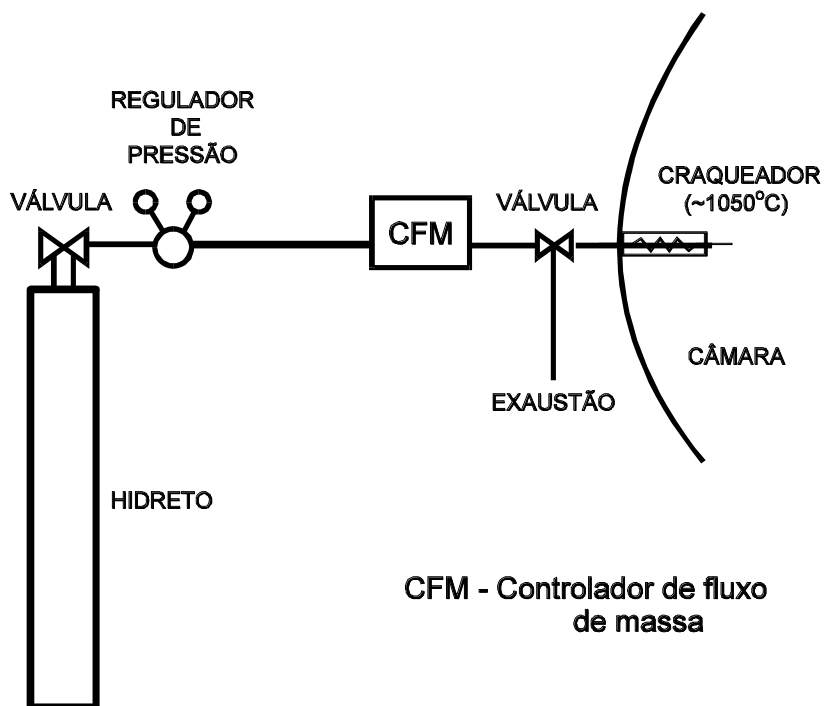 REGULADOR
DE
PRESSÃO
VÁLVULA
CFM
VÁLVULA
CRAQUEADOR
(~1050°C)
CÂMARA
EXAUSTÃO
HIDRETO
CFM - Controlador de fluxo
de massa